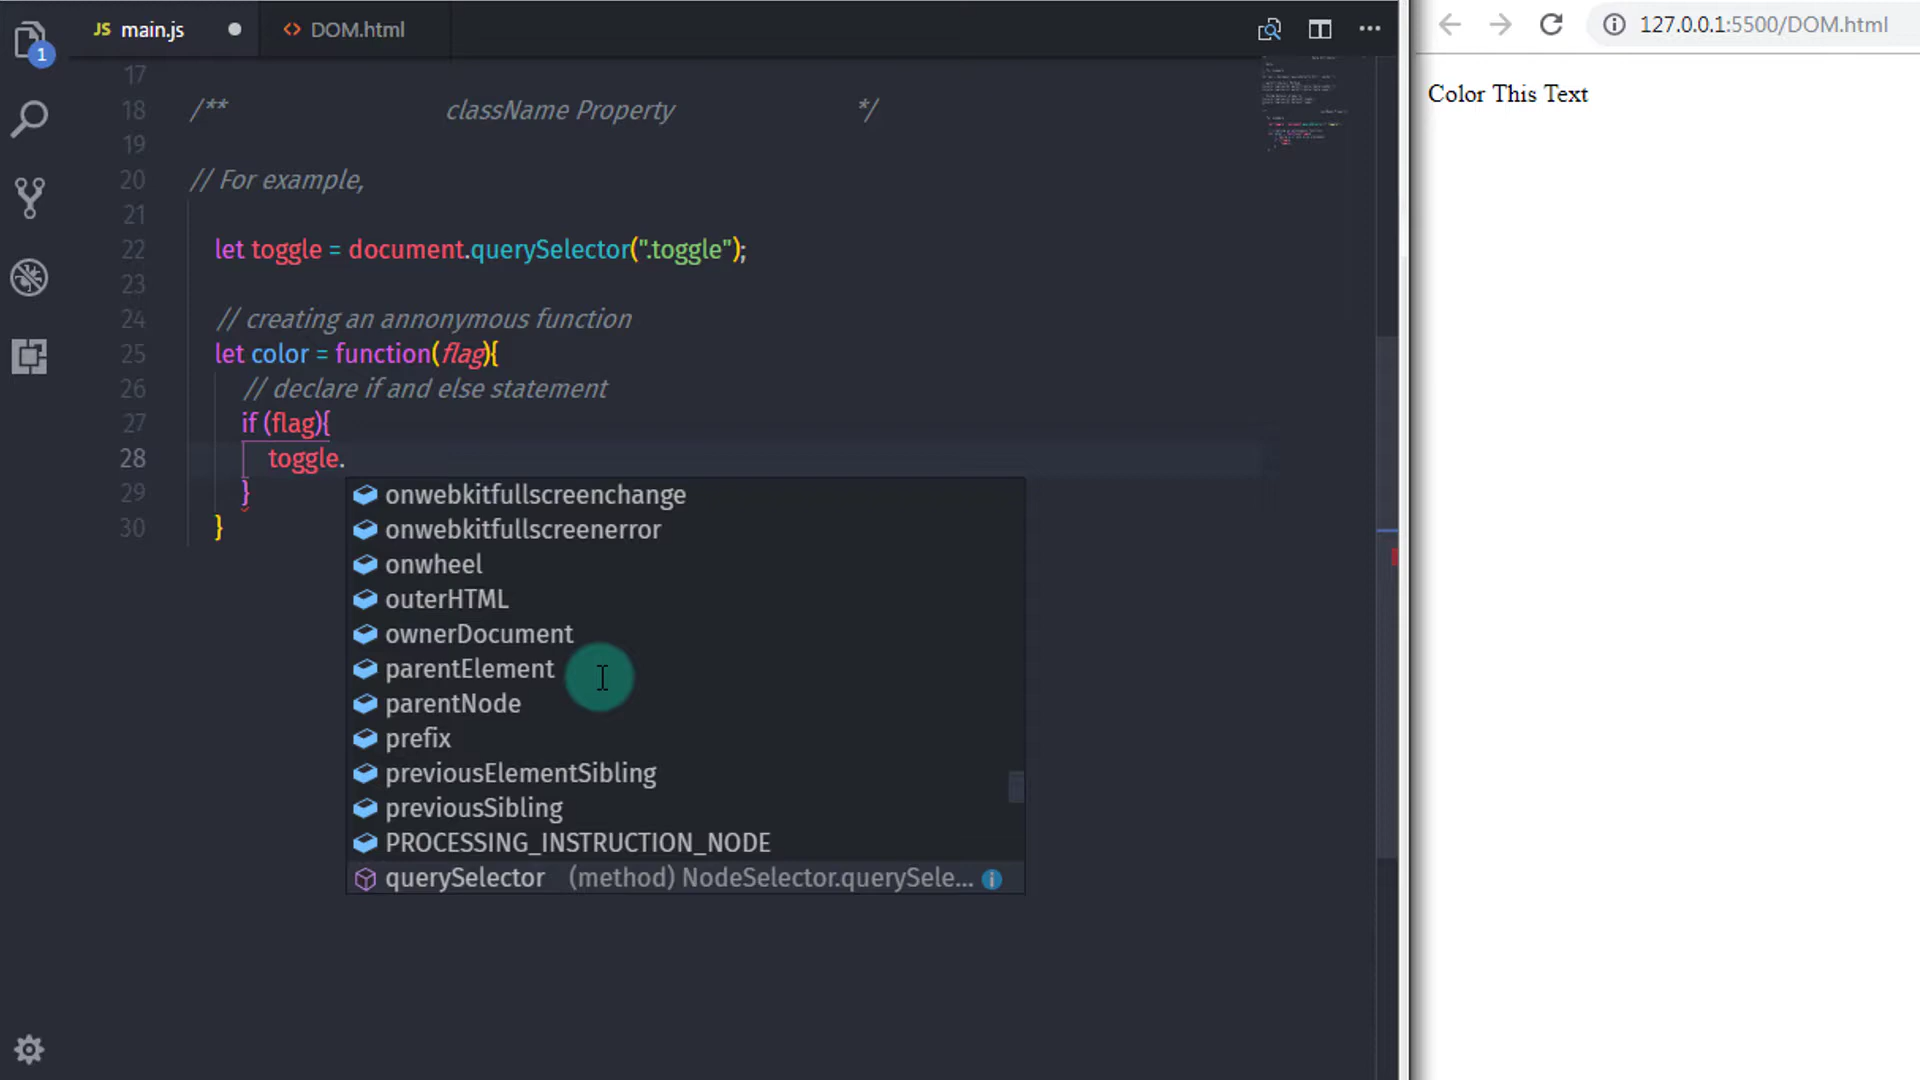 JS main.js
<> DOM.html
1
17
18 /** className Property */
19
20 // For example,
21
22 let toggle = document.querySelector(".toggle");
23
24 // creating an annonymous function
25 let color = function(flag){
26 // declare if and else statement
27 if (flag){
28 toggle.
29 }
30 }
onwebkitfullscreenchange
onwebkitfullscreenerror
onwheel
outerHTML
ownerDocument
parentElement
parentNode
prefix
previousElementSibling
previousSibling
PROCESSING_INSTRUCTION_NODE
querySelector (method) NodeSelector.querySele...
127.0.0.1:5500/DOM.html
Color This Text